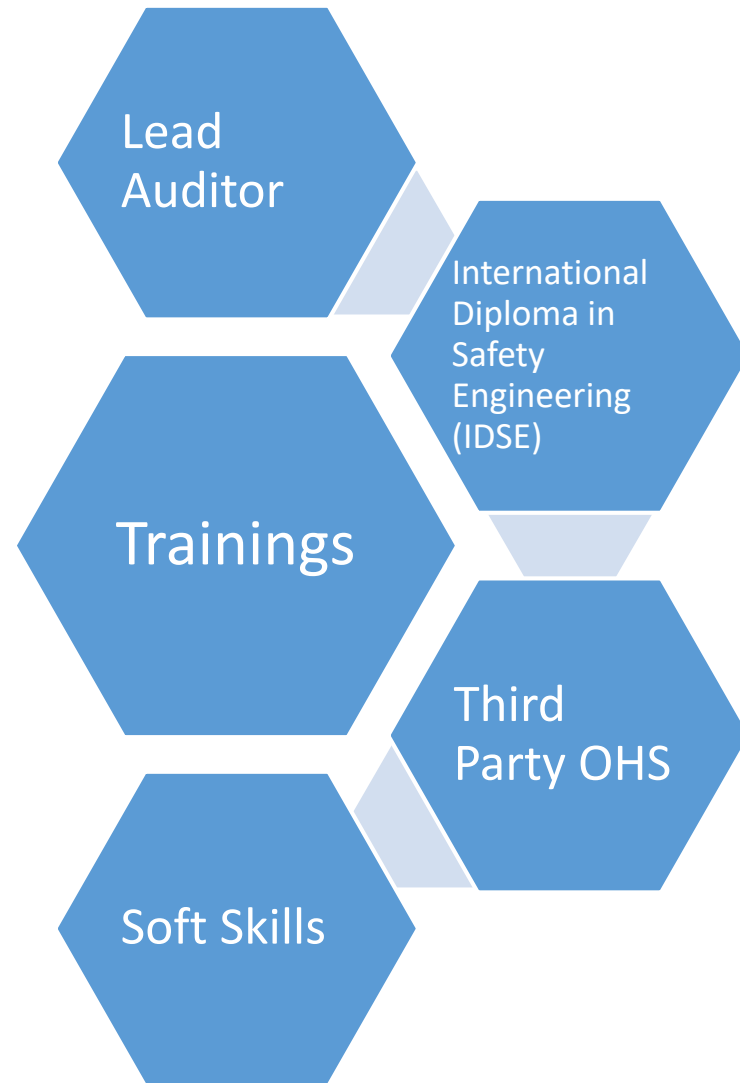 Lead
Auditor
International
Diploma in
Safety
Engineering
(IDSE)
Trainings
Third
Party OHS
Soft Skills